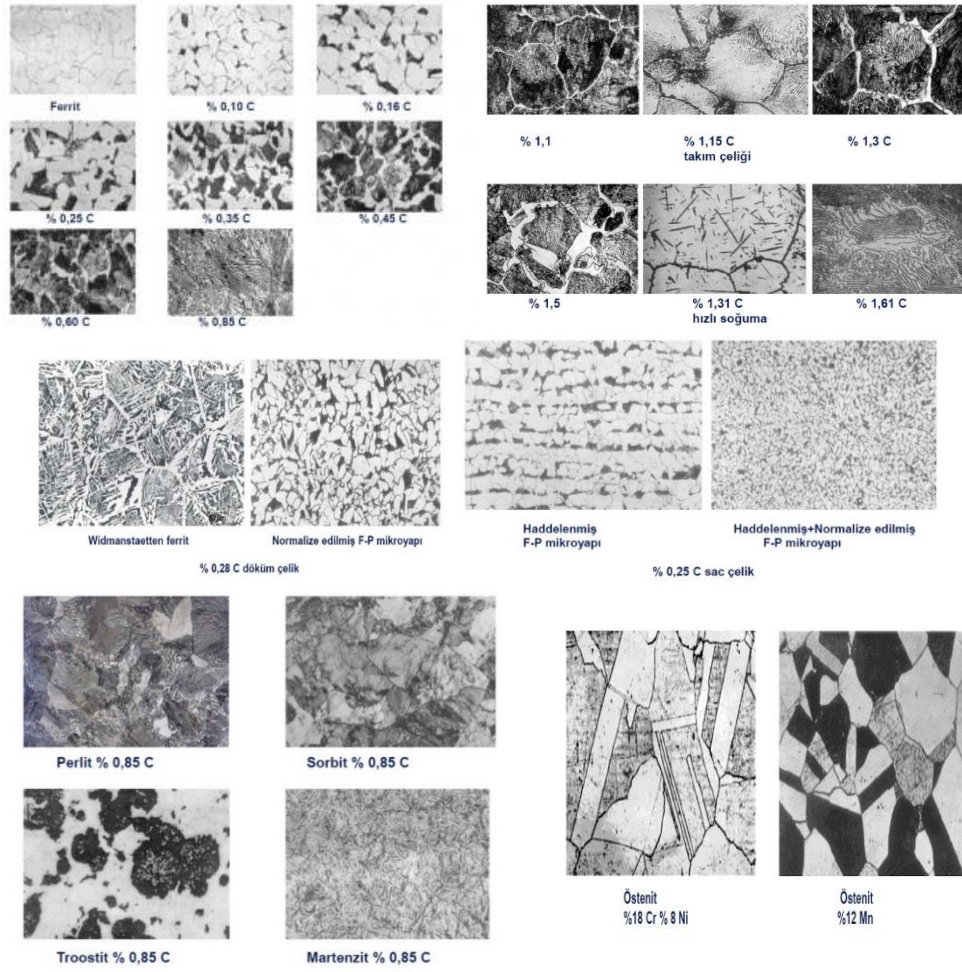 Ferrit
% 0,10 C
% 0,16 C
% 0,25 C
% 0,35 C
% 0,45 C
% 0,60 C
% 0,85 C
% 1,1
% 1,15 C
takım çeliği
% 1,3 C
% 1,5
% 1,31 C
hızlı soğuma
% 1,61 C
Widmanstaetten ferrit
Normalize edilmiş F-P mikroyapı
% 0,28 C döküm çelik
Haddelenmiş
F-P mikroyapı
Haddelenmiş+Normalize edilmiş
F-P mikroyapı
% 0,25 C sac çelik
Perlit % 0,85 C
Sorbit % 0,85 C
Troostit % 0,85 C
Martenzit % 0,85 C
Östenit
%18 Cr % 8 Ni
Östenit
%12 Mn